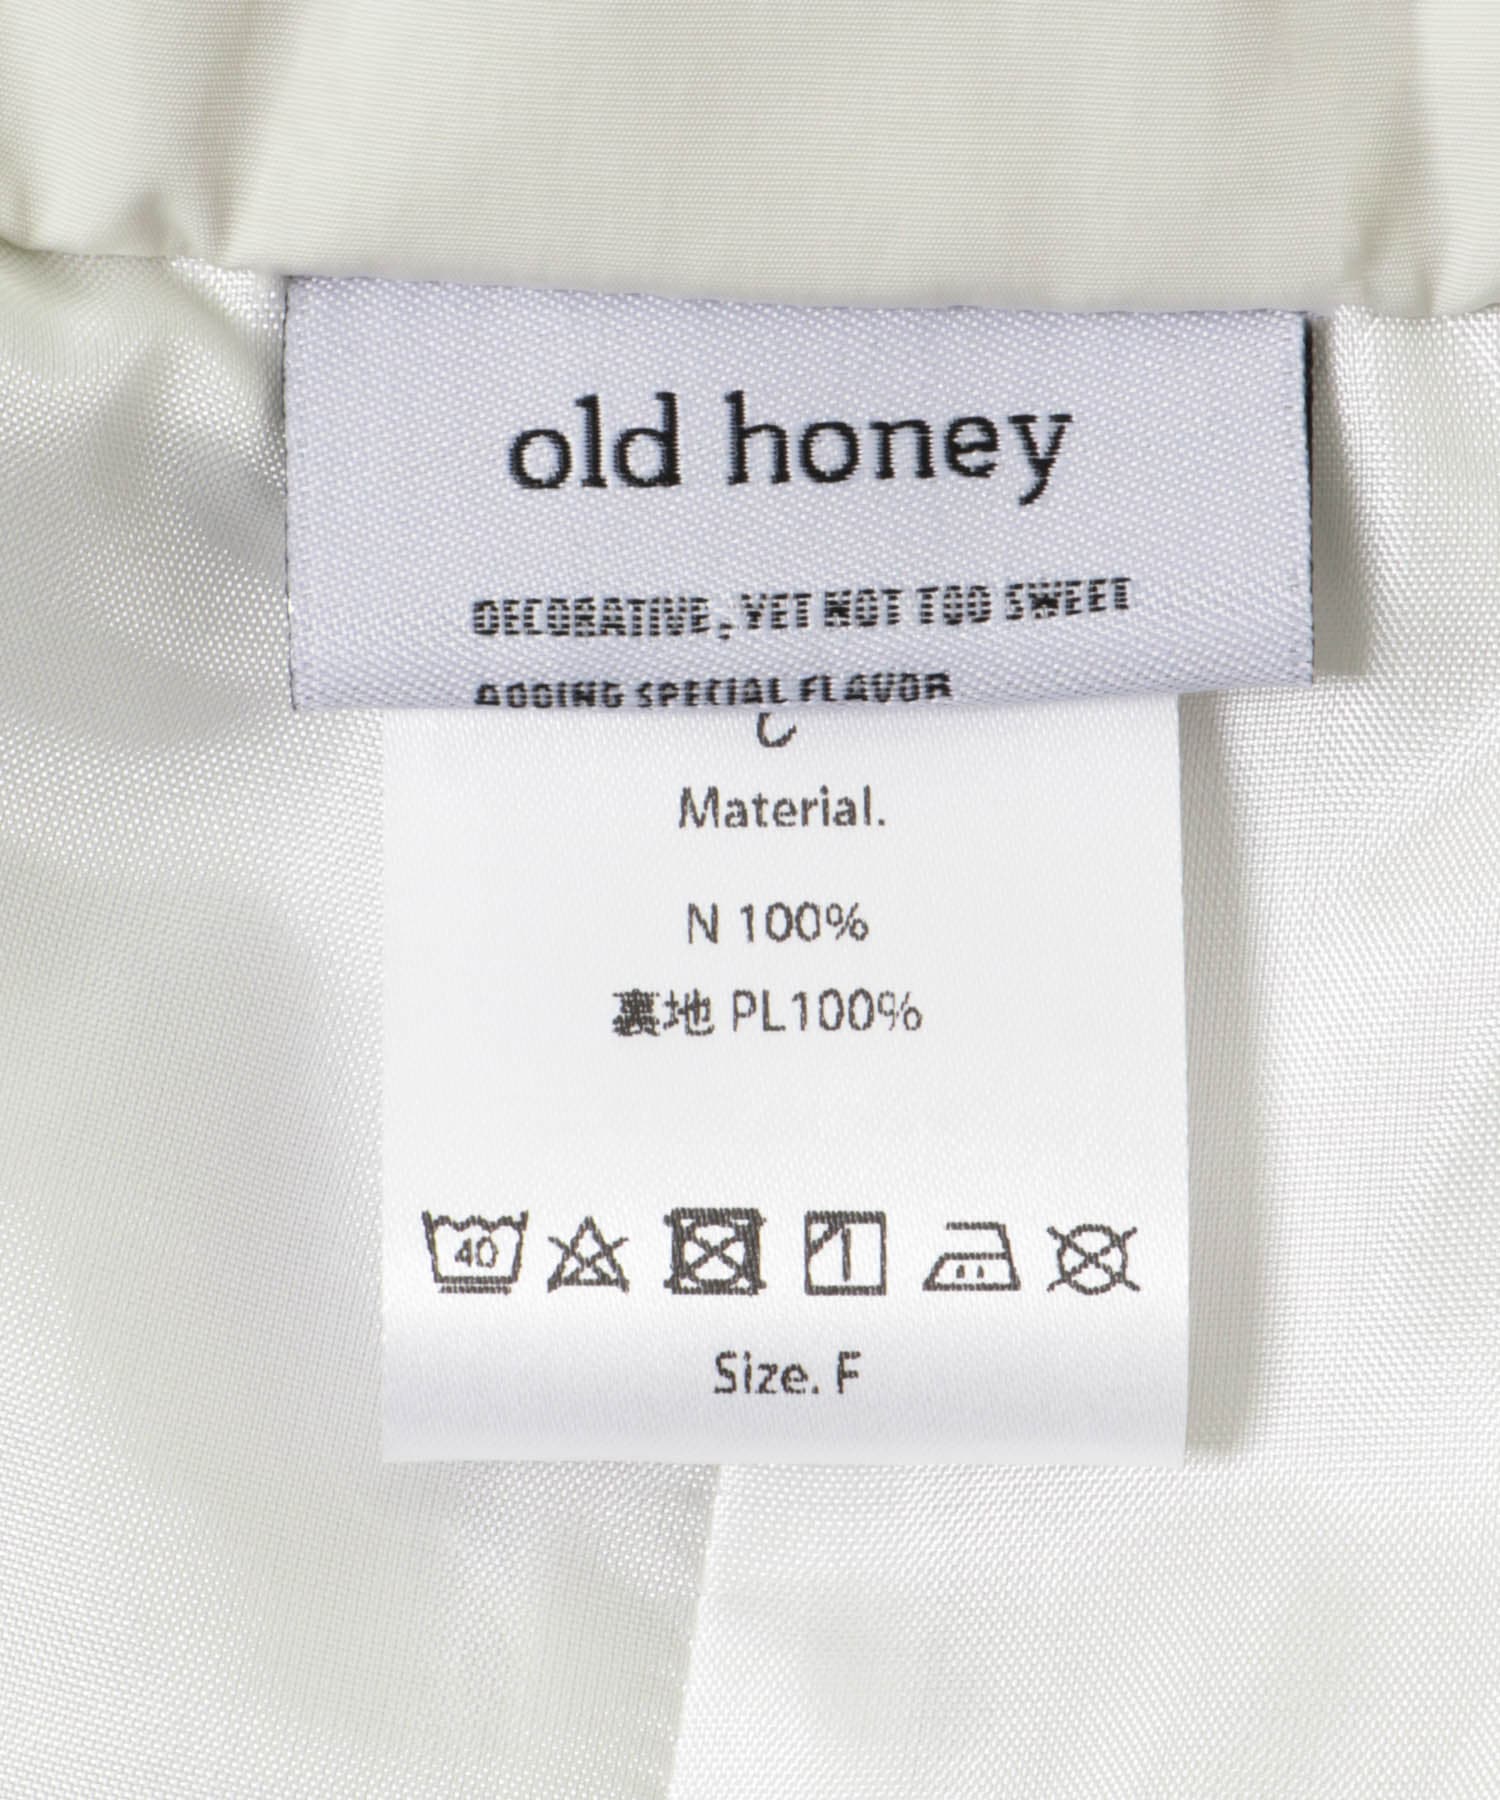 old honey
DECORATIVE, YET NOT TOO SWEET
ADDING SPECIAL FLAVOR
Material.
N 100%
裏地 PL100%
40
Size. F